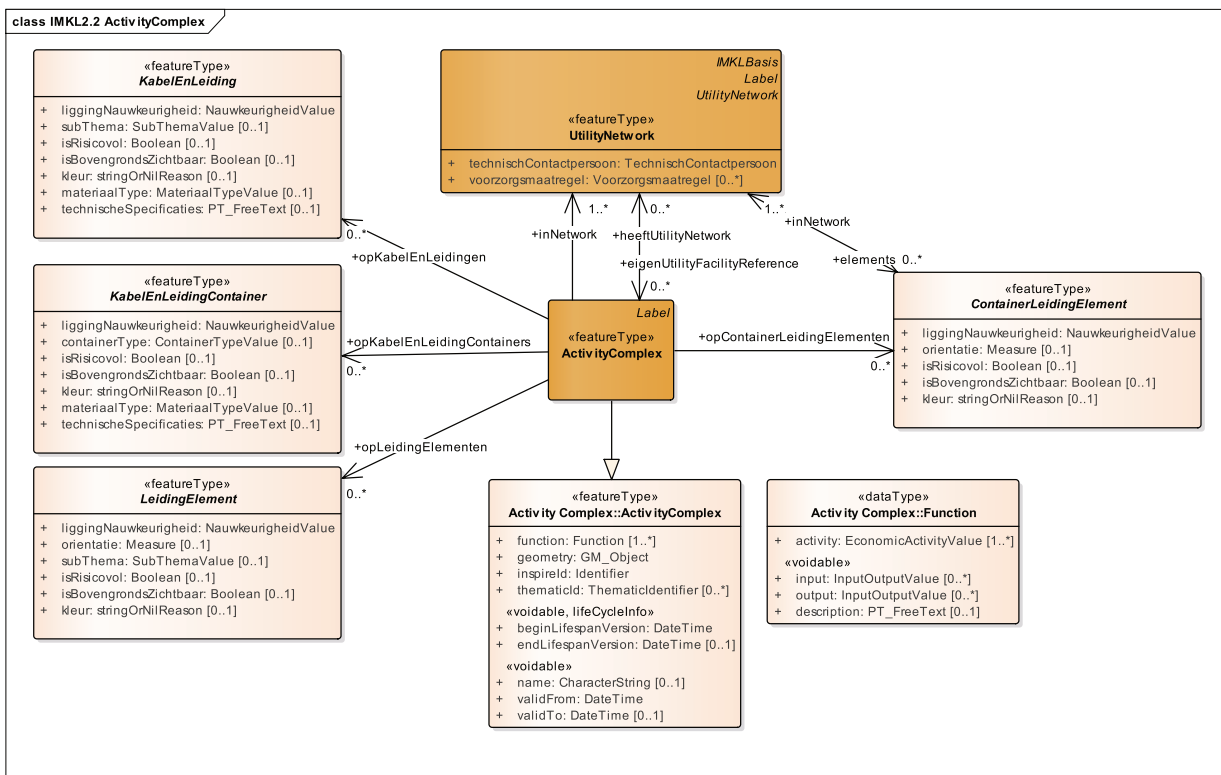 class IMKL2.2 ActivityComplex
«featureType»
KabelEnLeiding
+ liggingNauwkeurigheid: NauwkeurigheidValue
+ subThema: SubThemaValue [0..1]
+ isRisicovol: Boolean [0..1]
+ isBovengrondsZichtbaar: Boolean [0..1]
+ kleur: stringOrNilReason [0..1]
+ materiaalType: MateriaalTypeValue [0..1]
+ technischeSpecificaties: PT_FreeText [0..1]
IMKLBasis
Label
UtilityNetwork
«featureType»
UtilityNetwork
+ technischContactpersoon: TechnischContactpersoon
+ voorzorgsmaatregel: Voorzorgsmaatregel [0..*]
1..*
0..*
1..*
+inNetwork
+inNetwork
+heeftUtilityNetwork
0..*
+opKabelEnLeidingen
+eigenUtilityFacilityReference
+elements 0..*
0..*
«featureType»
KabelEnLeidingContainer
+ liggingNauwkeurigheid: NauwkeurigheidValue
+ containerType: ContainerTypeValue [0..1]
+ isRisicovol: Boolean [0..1]
+ isBovengrondsZichtbaar: Boolean [0..1]
+ kleur: stringOrNilReason [0..1]
+ materiaalType: MateriaalTypeValue [0..1]
+ technischeSpecificaties: PT_FreeText [0..1]
+opKabelEnLeidingContainers
0..*
Label
«featureType»
ActivityComplex
+opContainerLeidingElementen
0..*
«featureType»
ContainerLeidingElement
+ liggingNauwkeurigheid: NauwkeurigheidValue
+ orientatie: Measure [0..1]
+ isRisicovol: Boolean [0..1]
+ isBovengrondsZichtbaar: Boolean [0..1]
+ kleur: stringOrNilReason [0..1]
+opLeidingElementen
0..*
«featureType»
LeidingElement
+ liggingNauwkeurigheid: NauwkeurigheidValue
+ orientatie: Measure [0..1]
+ subThema: SubThemaValue [0..1]
+ isRisicovol: Boolean [0..1]
+ isBovengrondsZichtbaar: Boolean [0..1]
+ kleur: stringOrNilReason [0..1]
«featureType»
Activity Complex::ActivityComplex
+ function: Function [1..*]
+ geometry: GM_Object
+ inspireId: Identifier
+ thematicId: ThematicIdentifier [0..*]
«voidable, lifeCycleInfo»
+ beginLifespanVersion: DateTime
+ endLifespanVersion: DateTime [0..1]
«voidable»
+ name: CharacterString [0..1]
+ validFrom: DateTime
+ validTo: DateTime [0..1]
«dataType»
Activity Complex::Function
+ activity: EconomicActivityValue [1..*]
«voidable»
+ input: InputOutputValue [0..*]
+ output: InputOutputValue [0..*]
+ description: PT_FreeText [0..1]